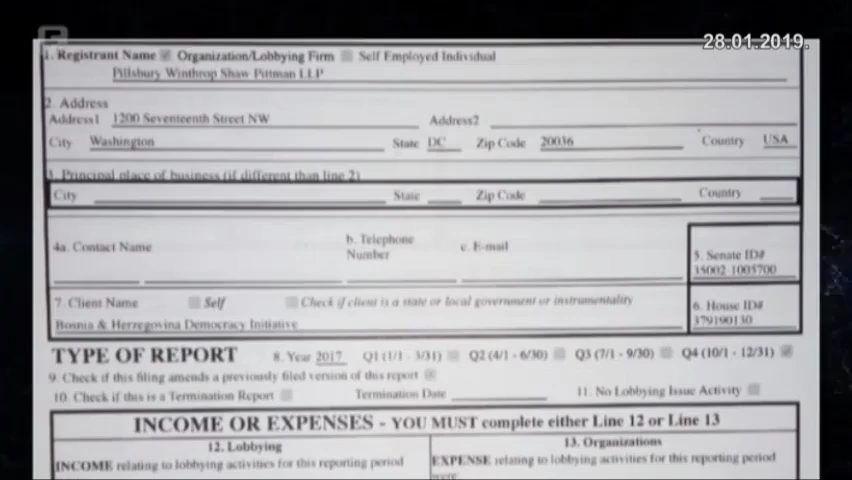 28.01.2019.
1. Registrant Name Organization/Lobbying Firm Self Employed Individual
Pillsbury Winthrop Shaw Pittman LLP
2. Address
Address1 1200 Seventeenth Street NW Address2
City Washington State DC Zip Code 20036 Country USA
3. Principal place of business (if different than line 2)
City State Zip Code Country
4a. Contact Name b. Telephone Number c. E-mail
5. Senate ID#
35002-1005700
7. Client Name Self Check if client is a state or local government or instrumentality
Bosnia & Herzegovina Democracy Initiative
6. House ID#
379190130
TYPE OF REPORT 8. Year 2017 Q1 (1/1 - 3/31) Q2 (4/1 - 6/30) Q3 (7/1 - 9/30) Q4 (10/1 - 12/31)
9. Check if this filing amends a previously filed version of this report
10. Check if this is a Termination Report Termination Date 11. No Lobbying Issue Activity
INCOME OR EXPENSES - YOU MUST complete either Line 12 or Line 13
12. Lobbying
INCOME relating to lobbying activities for this reporting period
13. Organizations
EXPENSE relating to lobbying activities for this reporting period
were